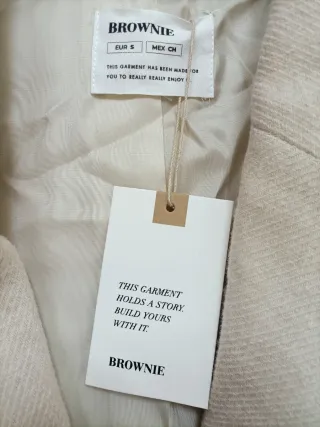 BROWNIE
EUR S MEX CH
THIS GARMENT HAS BEEN MADE FOR
YOU TO REALLY REALLY ENJOY
THIS GARMENT
HOLDS A STORY.
BUILD YOURS
WITH IT.
BROWNIE